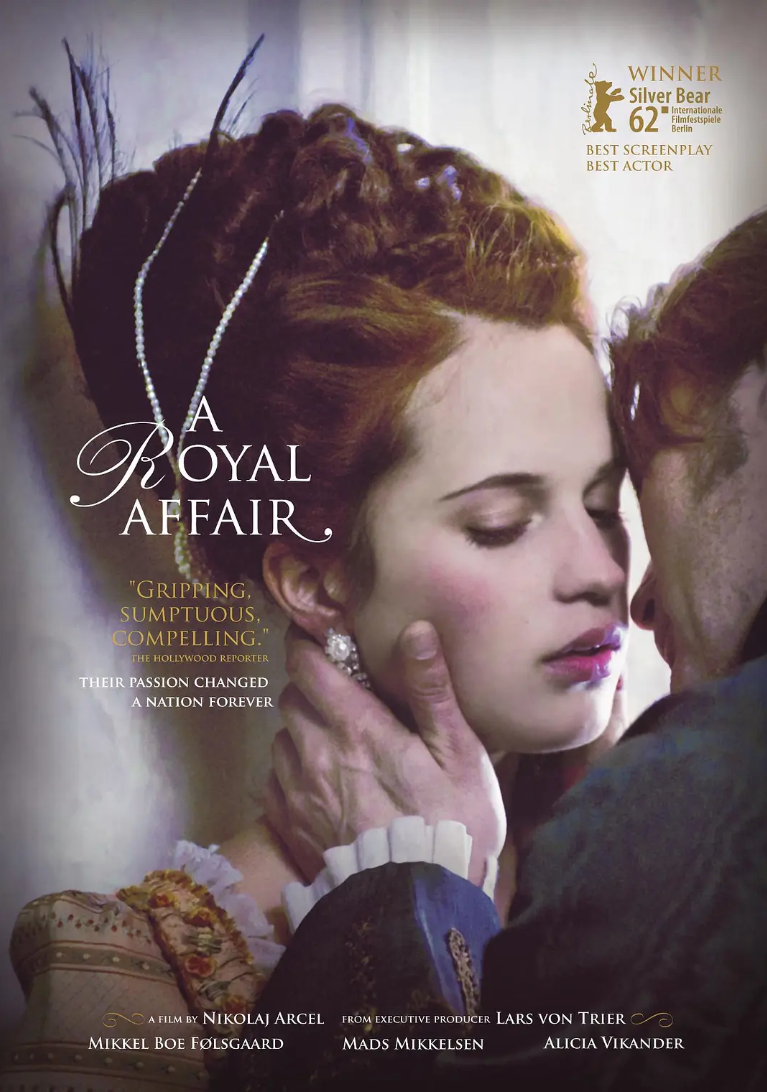 Berlinale
WINNER
Silver Bear
62
Internationale
Filmfestspiele
Berlin
BEST SCREENPLAY
BEST ACTOR
A
ROYAL
AFFAIR
"GRIPPING,
SUMPTUOUS,
COMPELLING."
THE HOLLYWOOD REPORTER
THEIR PASSION CHANGED
A NATION FOREVER
A FILM BY NIKOLAJ ARCEL FROM EXECUTIVE PRODUCER LARS VON TRIER
MIKKEL BOE FØLSGAARD MADS MIKKELSEN ALICIA VIKANDER